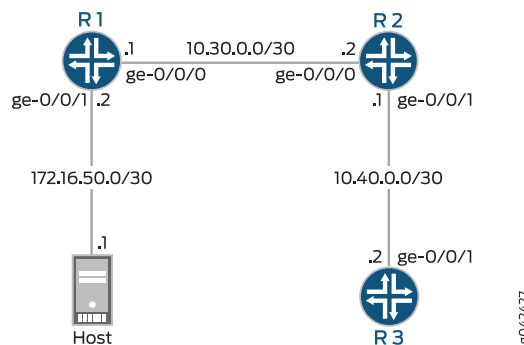 R1
R2
.1
10.30.0.0/30
.2
ge-0/0/0
ge-0/0/0
ge-0/0/1
.2
.1
ge-0/0/1
172.16.50.0/30
10.40.0.0/30
.1
.2
ge-0/0/1
Host
R3
g042427